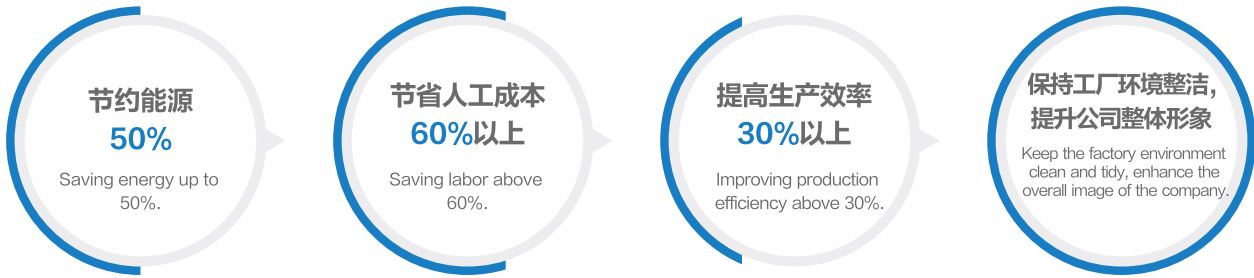 节约能源
50%
Saving energy up to
50%.
节省人工成本
60%以上
Saving labor above
60%.
提高生产效率
30%以上
Improving production
efficiency above 30%.
保持工厂环境整洁,
提升公司整体形象
Keep the factory environment
clean and tidy, enhance the
overall image of the company.